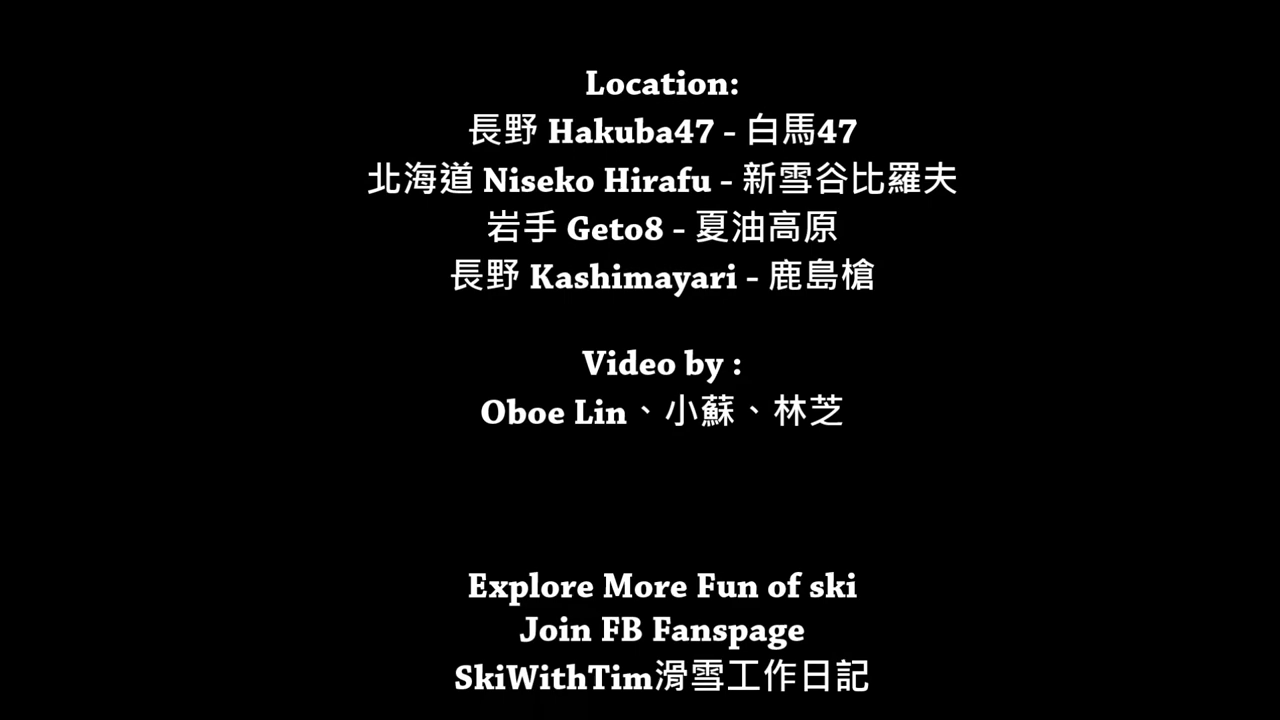 Location:
長野 Hakuba47 - 白馬47
北海道 Niseko Hirafu - 新雪谷比羅夫
岩手 Geto8 - 夏油高原
長野 Kashimayari - 鹿島槍
Video by :
Oboe Lin、小蘇、林芝
Explore More Fun of ski
Join FB Fanspage
SkiWithTim滑雪工作日記